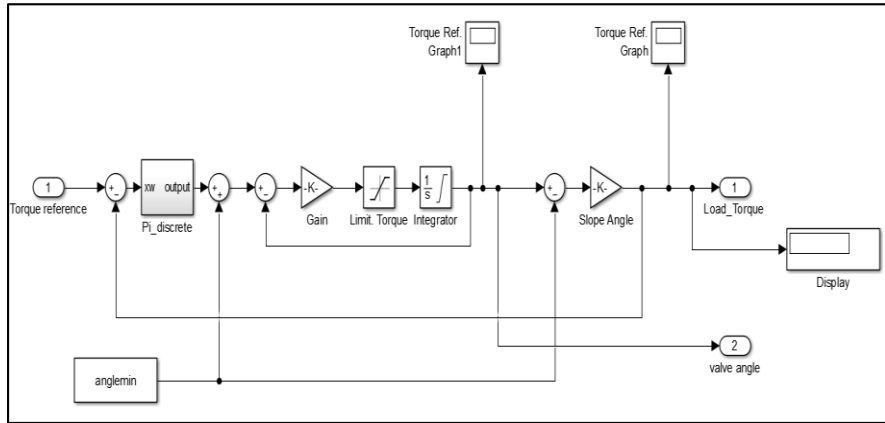 Torque Ref.
Graph1
Torque Ref.
Graph
1
Torque reference
+
-
xw output
Pi_discrete
+
+
+
-
-K-
Gain
Limit. Torque
1
s
∫
Integrator
+
-
-K-
Slope Angle
1
Load_Torque
Display
anglemin
2
valve angle